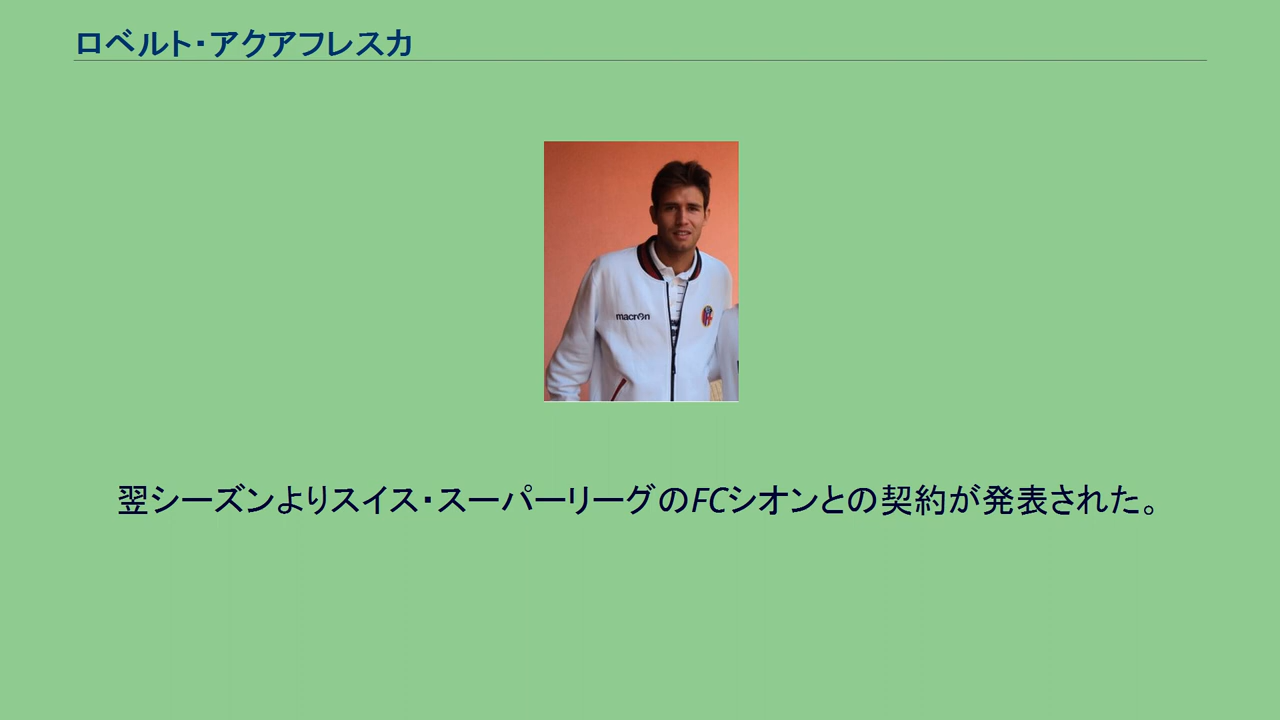 ロベルト・アクアフレスカ
macron
翌シーズンよりスイス・スーパーリーグのFCシオンとの契約が発表された。